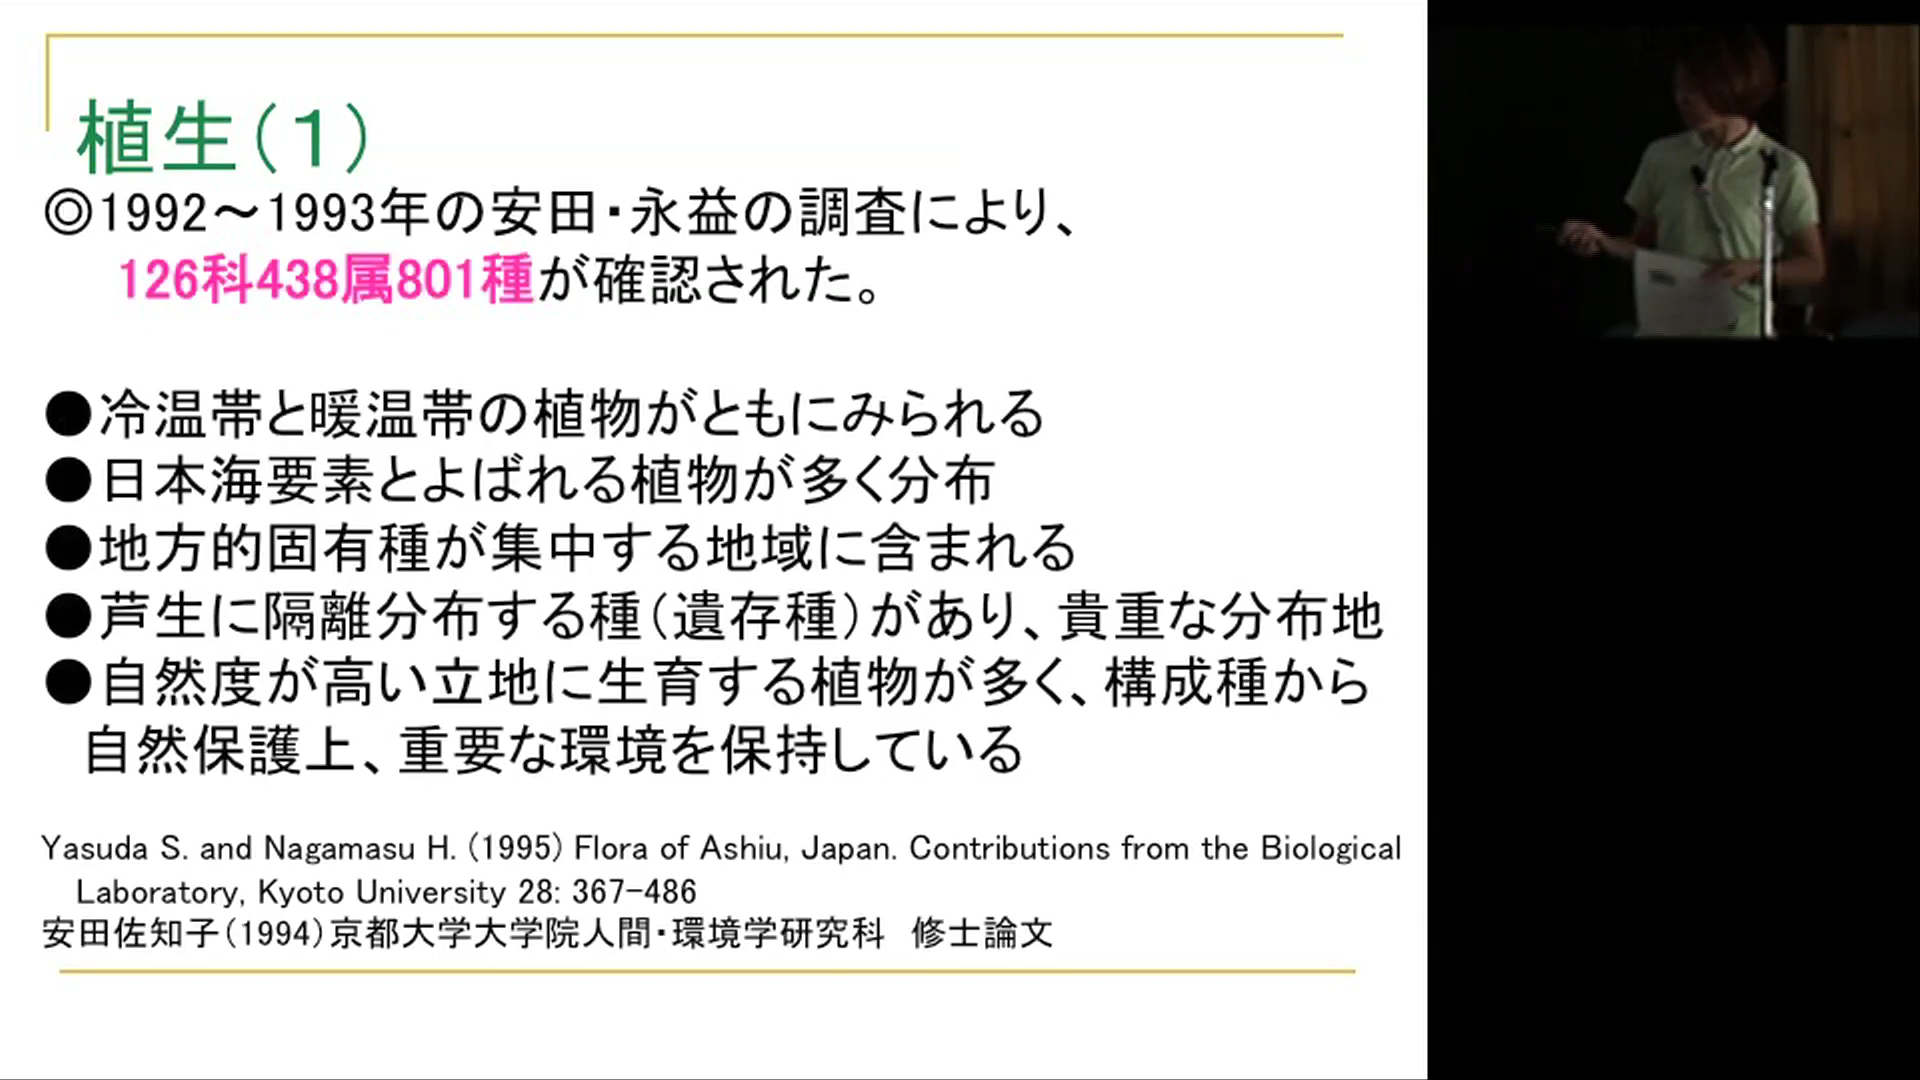 植生（１）
◎1992～1993年の安田・永益の調査により、
126科438属801種が確認された。
●冷温帯と暖温帯の植物がともにみられる
●日本海要素とよばれる植物が多く分布
●地方的固有種が集中する地域に含まれる
●芦生に隔離分布する種（遺存種）があり、貴重な分布地
●自然度が高い立地に生育する植物が多く、構成種から
自然保護上、重要な環境を保持している
Yasuda S. and Nagamasu H. (1995) Flora of Ashiu, Japan. Contributions from the Biological
Laboratory, Kyoto University 28: 367-486
安田佐知子（1994）京都大学大学院人間・環境学研究科　修士論文